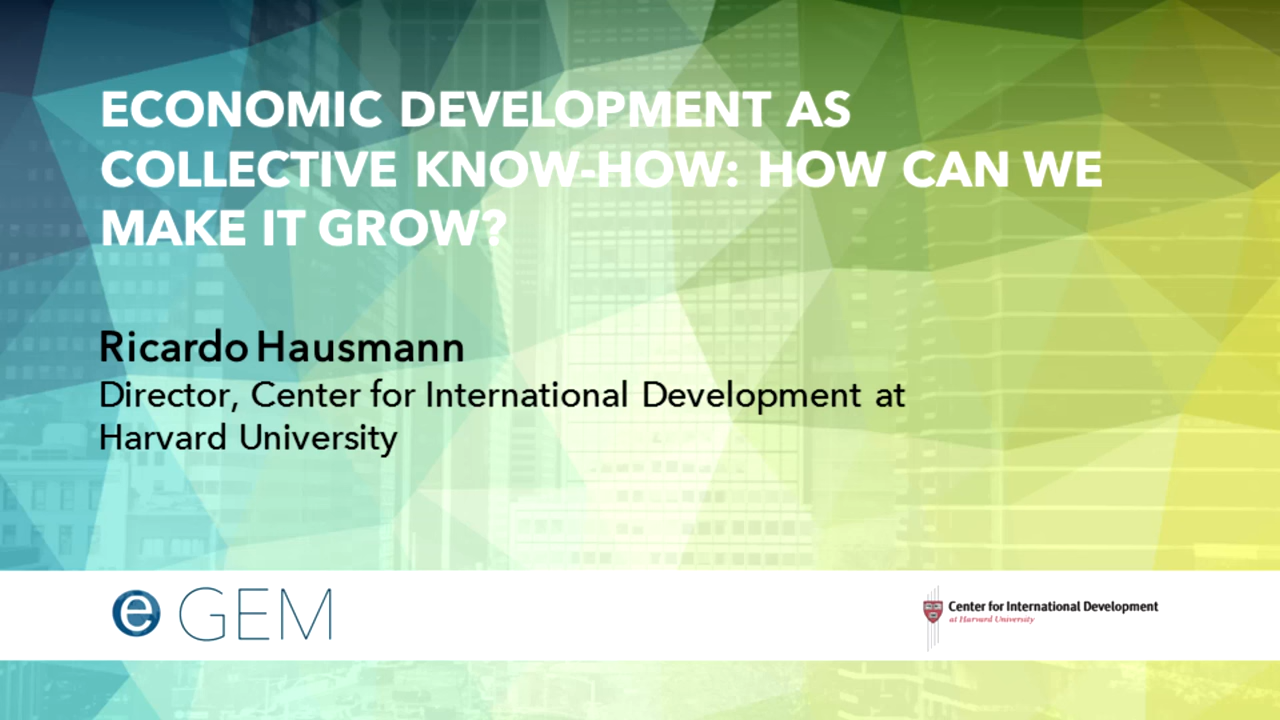 ECONOMIC DEVELOPMENT AS
COLLECTIVE KNOW-HOW: HOW CAN WE
MAKE IT GROW?
Ricardo Hausmann
Director, Center for International Development at
Harvard University
e GEM
Center for International Development
at Harvard University